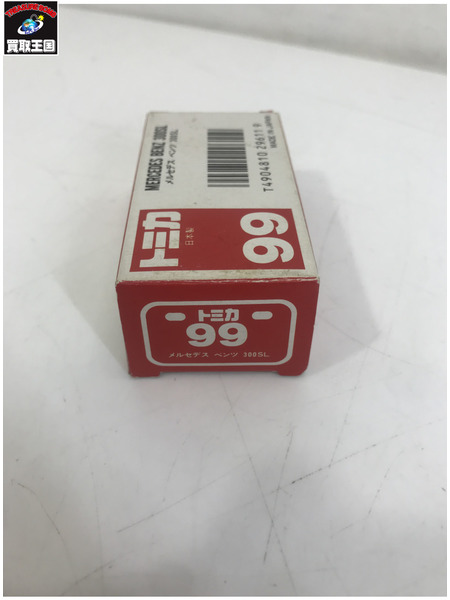 買取王国
MERCEDES BENZ 300SL
メルセデス ベンツ 300SL
T4904810 29611 9
MADE IN JAPAN
トミカ
日本製
99
トミカ
99
メルセデス ベンツ 300SL